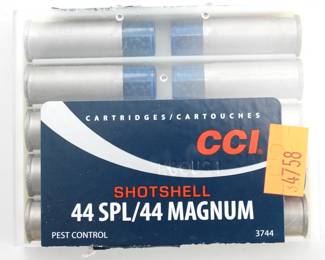 CARTRIDGES/CARTOUCHES
CCI
SHOTSHELL
44 SPL/44 MAGNUM
PEST CONTROL 3744
4758